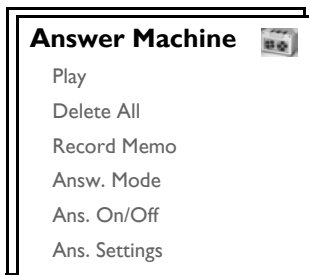 Answer Machine
Play
Delete All
Record Memo
Answ. Mode
Ans. On/Off
Ans. Settings